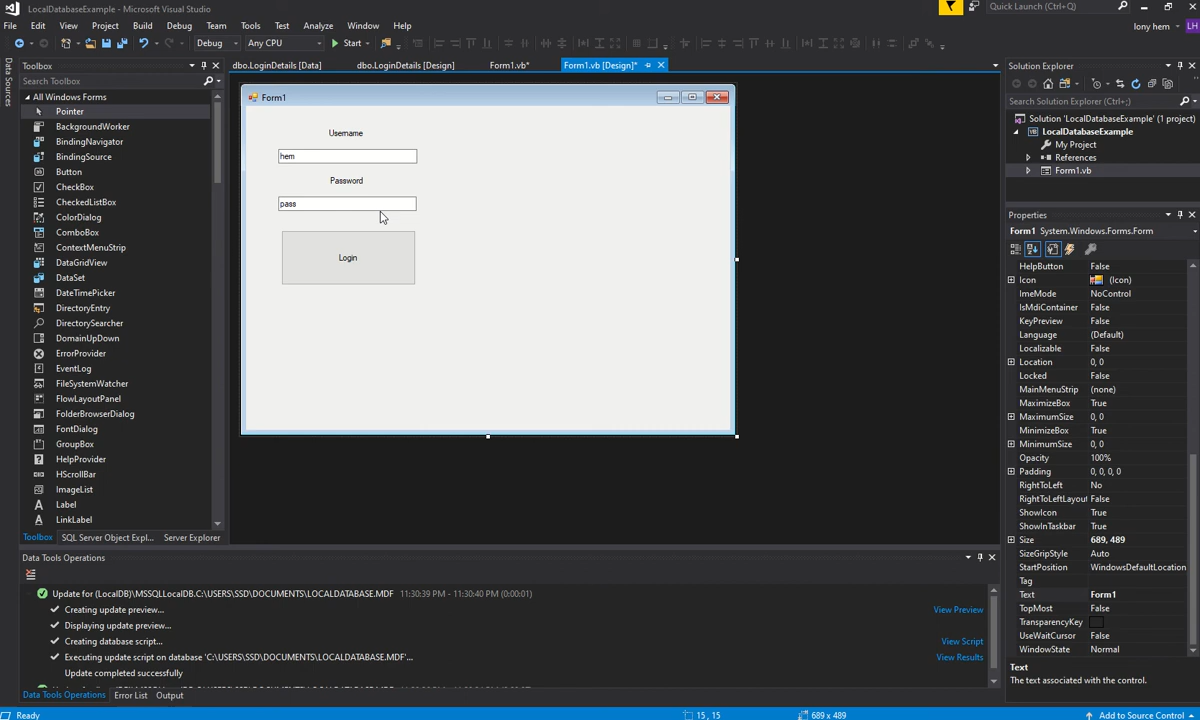 LocalDatabaseExample - Microsoft Visual Studio
Quick Launch (Ctrl+Q)
File Edit View Project Build Debug Team Tools Test Analyze Window Help
lony hem LH
Debug Any CPU Start
Data Sources
Toolbox
Search Toolbox
All Windows Forms
Pointer
BackgroundWorker
BindingNavigator
BindingSource
Button
CheckBox
CheckedListBox
ColorDialog
ComboBox
ContextMenuStrip
DataGridView
DataSet
DateTimePicker
DirectoryEntry
DirectorySearcher
DomainUpDown
ErrorProvider
EventLog
FileSystemWatcher
FlowLayoutPanel
FolderBrowserDialog
FontDialog
GroupBox
HelpProvider
HScrollBar
ImageList
Label
LinkLabel
Toolbox SQL Server Object Expl... Server Explorer
dbo.LoginDetails [Data] dbo.LoginDetails [Design] Form1.vb* Form1.vb [Design]*
Form1
Username
hem
Password
pass
Login
Solution Explorer
Search Solution Explorer (Ctrl+;)
Solution 'LocalDatabaseExample' (1 project)
LocalDatabaseExample
My Project
References
Form1.vb
Properties
Form1 System.Windows.Forms.Form
HelpButton False
Icon (Icon)
ImeMode NoControl
IsMdiContainer False
KeyPreview False
Language (Default)
Localizable False
Location 0, 0
Locked False
MainMenuStrip (none)
MaximizeBox True
MaximumSize 0, 0
MinimizeBox True
MinimumSize 0, 0
Opacity 100%
Padding 0, 0, 0, 0
RightToLeft No
RightToLeftLayout False
ShowIcon True
ShowInTaskbar True
Size 689, 489
SizeGripStyle Auto
StartPosition WindowsDefaultLocation
Tag
Text Form1
TopMost False
TransparencyKey
UseWaitCursor False
WindowState Normal
Text
The text associated with the control.
Data Tools Operations
Update for (LocalDB)\MSSQLLocalDB.C:\USERS\SSD\DOCUMENTS\LOCALDATABASE.MDF 11:30:39 PM - 11:30:40 PM (0:00:01)
Creating update preview... View Preview
Displaying update preview...
Creating database script... View Script
Executing update script on database 'C:\USERS\SSD\DOCUMENTS\LOCALDATABASE.MDF'... View Results
Update completed successfully
Data Tools Operations Error List Output
Ready 15 , 15 689 x 489 Add to Source Control